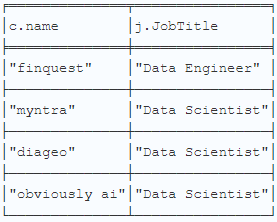 c.name j.JobTitle
"finquest" "Data Engineer"
"myntra" "Data Scientist"
"diageo" "Data Scientist"
"obviously ai" "Data Scientist"